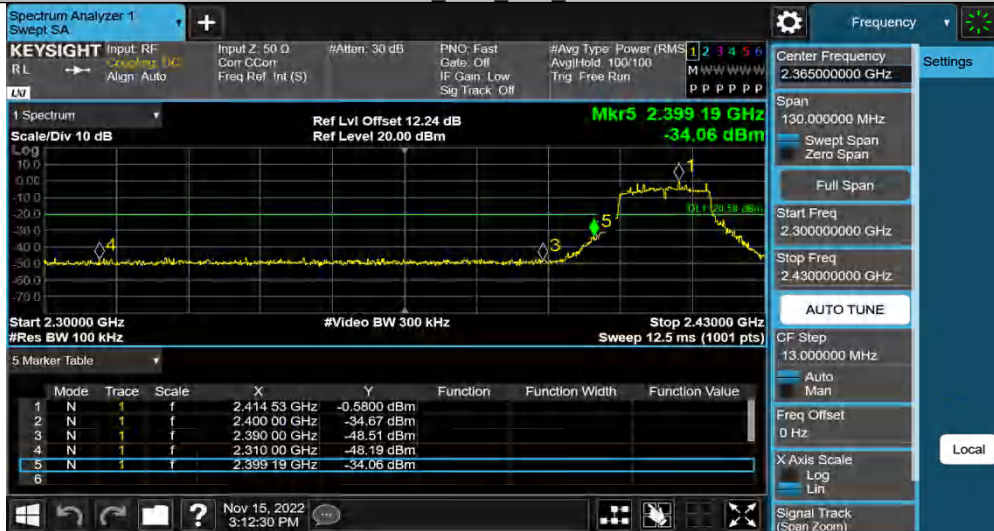 Spectrum Analyzer 1
Swept SA
Frequency
KEYSIGHT Input: RF
RL
Coupling: DC
Align: Auto
LXI
Input Z: 50 Ω
Corr CCorr
Freq Ref: Int (S)
#Atten: 30 dB
PNO: Fast
Gate: Off
IF Gain: Low
Sig Track: Off
#Avg Type: Power (RMS
Avg|Hold: 100/100
Trig: Free Run
1 2 3 4 5 6
M W W W W W
P P P P P P
1 Spectrum
Scale/Div 10 dB
Ref Lvl Offset 12.24 dB
Ref Level 20.00 dBm
Mkr5 2.399 19 GHz
-34.06 dBm
Log
10.0
0.00
-10.0
-20.0
-30.0
-40.0
-50.0
-60.0
-70.0
1
DL1 -20.58 dBm
5
4
3
Start 2.30000 GHz
#Video BW 300 kHz
Stop 2.43000 GHz
#Res BW 100 kHz
Sweep 12.5 ms (1001 pts)
5 Marker Table
Mode Trace Scale X Y Function Function Width Function Value
1 N 1 f 2.414 53 GHz -0.5800 dBm
2 N 1 f 2.400 00 GHz -34.67 dBm
3 N 1 f 2.390 00 GHz -48.51 dBm
4 N 1 f 2.310 00 GHz -48.19 dBm
5 N 1 f 2.399 19 GHz -34.06 dBm
6
Nov 15, 2022
3:12:30 PM
Center Frequency
2.365000000 GHz
Settings
Span
130.000000 MHz
Swept Span
Zero Span
Full Span
Start Freq
2.300000000 GHz
Stop Freq
2.430000000 GHz
AUTO TUNE
CF Step
13.000000 MHz
Auto
Man
Freq Offset
0 Hz
Local
X Axis Scale
Log
Lin
Signal Track
(Span Zoom)